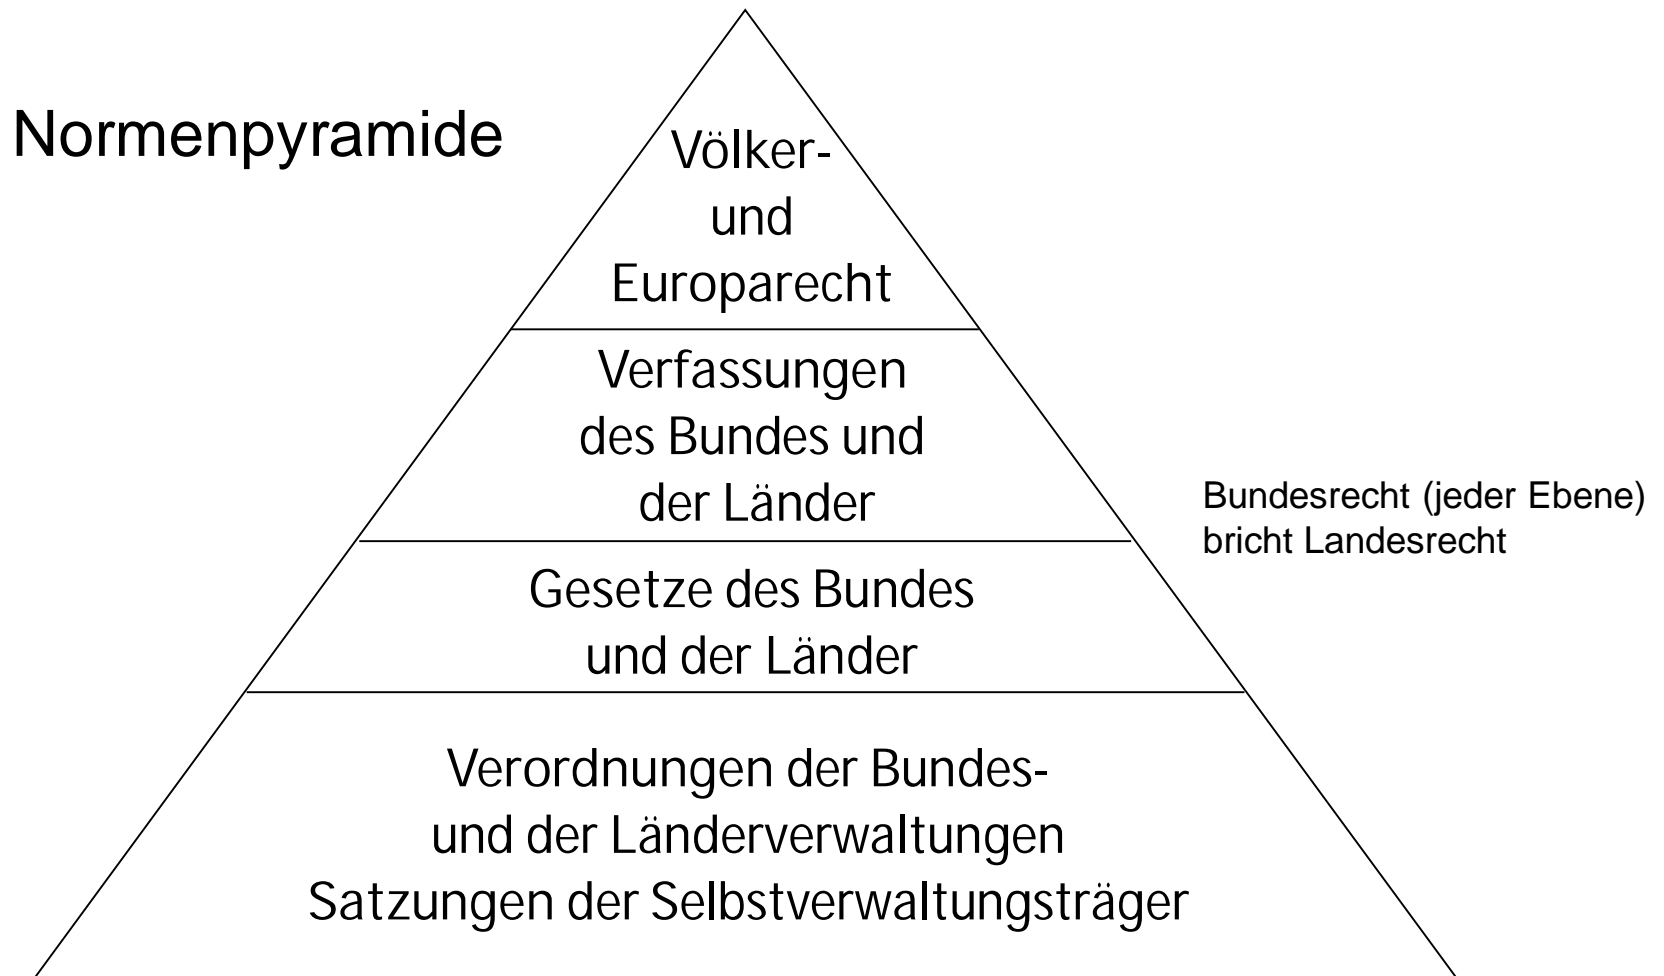 Normenpyramide
Völker-
und
Europarecht
Verfassungen
des Bundes und
der Länder
Bundesrecht (jeder Ebene)
bricht Landesrecht
Gesetze des Bundes
und der Länder
Verordnungen der Bundes-
und der Länderverwaltungen
Satzungen der Selbstverwaltungsträger